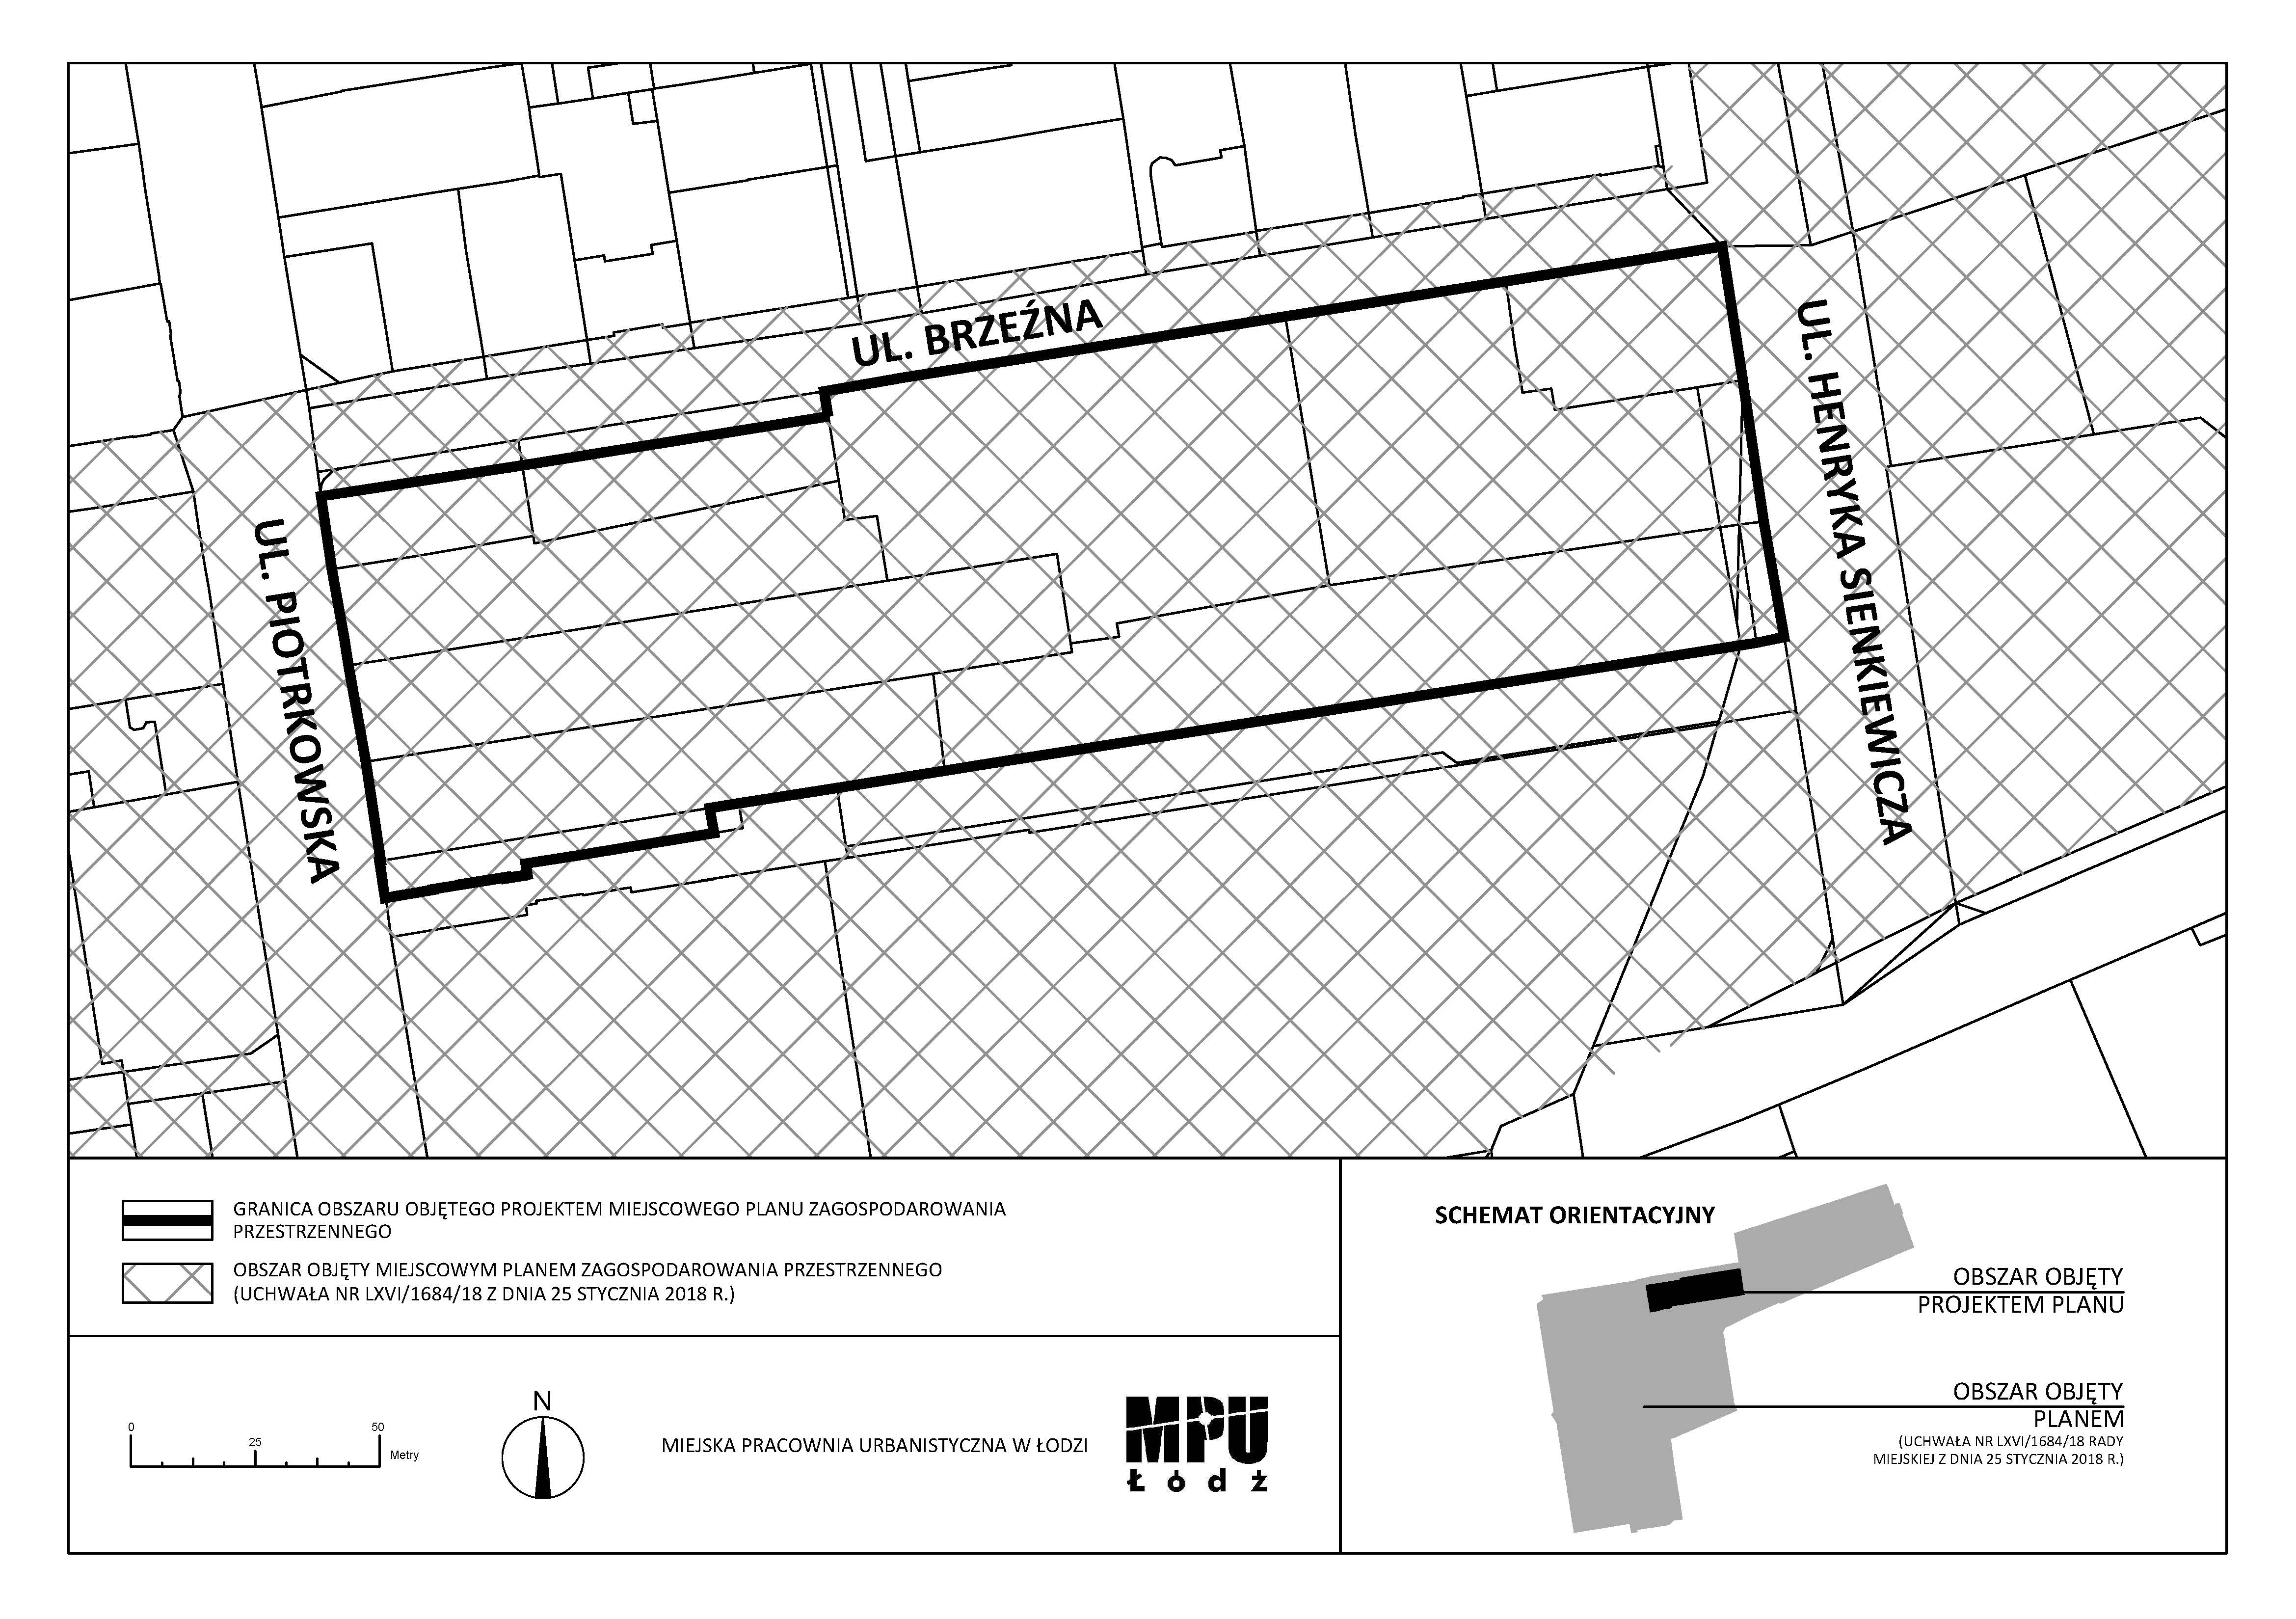 UL. BRZEŹNA
UL. HENRYKA SIENKIEWICZA
UL. PIOTRKOWSKA
GRANICA OBSZARU OBJĘTEGO PROJEKTEM MIEJSCOWEGO PLANU ZAGOSPODAROWANIA
PRZESTRZENNEGO
OBSZAR OBJĘTY MIEJSCOWYM PLANEM ZAGOSPODAROWANIA PRZESTRZENNEGO
(UCHWAŁA NR LXVI/1684/18 Z DNIA 25 STYCZNIA 2018 R.)
0
25
50
Metry
N
MIEJSKA PRACOWNIA URBANISTYCZNA W ŁODZI
MPU
Łódź
SCHEMAT ORIENTACYJNY
OBSZAR OBJĘTY
PROJEKTEM PLANU
OBSZAR OBJĘTY
PLANEM
(UCHWAŁA NR LXVI/1684/18 RADY
MIEJSKIEJ Z DNIA 25 STYCZNIA 2018 R.)